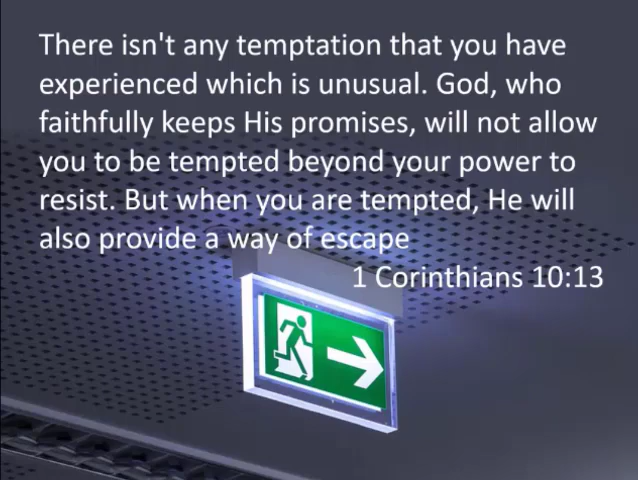 There isn't any temptation that you have
experienced which is unusual. God, who
faithfully keeps His promises, will not allow
you to be tempted beyond your power to
resist. But when you are tempted, He will
also provide a way of escape
1 Corinthians 10:13